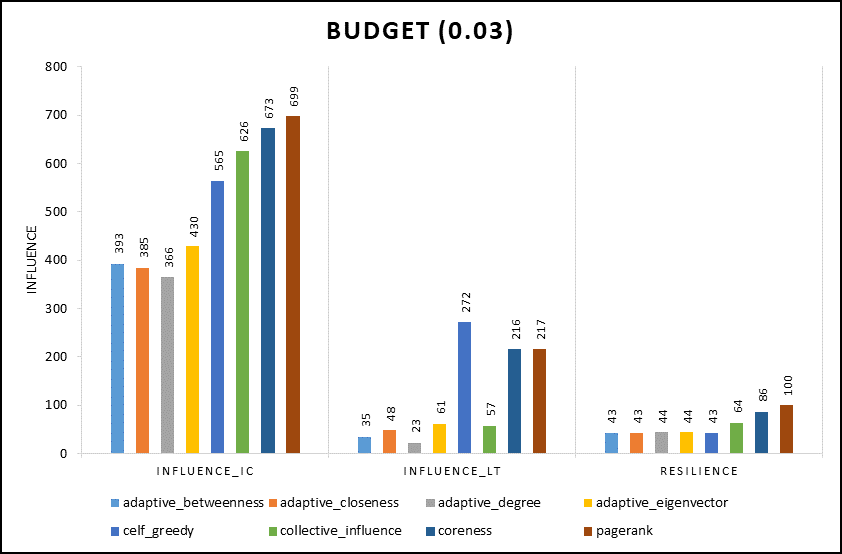 BUDGET (0.03)
800
700
600
500
400
300
200
100
0
INFLUENCE
393 385 366 430 565 626 673 699
35 48 23 61 272 57 216 217
43 43 44 44 43 64 86 100
INFLUENCE_IC INFLUENCE_LT RESILIENCE
adaptive_betweenness adaptive_closeness adaptive_degree adaptive_eigenvector
celf_greedy collective_influence coreness pagerank